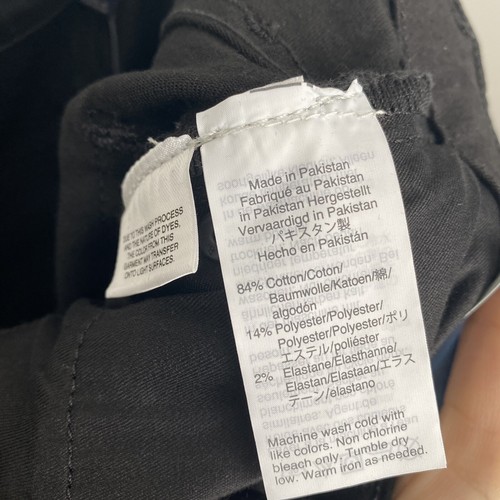 DUE TO THIS WASH PROCESS
AND THE NATURE OF DYES,
THE COLOR FROM THIS
GARMENT MAY TRANSFER
ONTO LIGHT SURFACES.
Made in Pakistan
Fabriqué au Pakistan
in Pakistan Hergestellt
Vervaardigd in Pakistan
パキスタン製
Hecho en Pakistán
84% Cotton/Coton/
Baumwolle/Katoen/綿/
algodón
14% Polyester/Polyester/
Polyester/Polyester/ポリ
エステル/poliéster
2% Elastane/Elasthanne/
Elastan/Elastaan/エラス
テーン/elastano
Machine wash cold with
like colors. Non chlorine
bleach only. Tumble dry
low. Warm iron as needed.